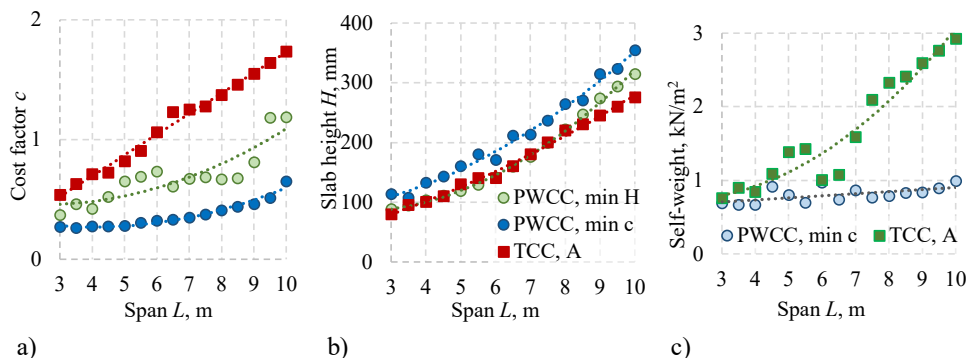 Cost factor c
2
1
0
3 4 5 6 7 8 9 10
Span L, m
a)
Slab height H, mm
400
300
200
100
0
PWCC, min H
PWCC, min c
TCC, A
3 4 5 6 7 8 9 10
Span L, m
b)
Self-weight, kN/m²
3
2
1
0
PWCC, min c
TCC, A
3 4 5 6 7 8 9 10
Span L, m
c)